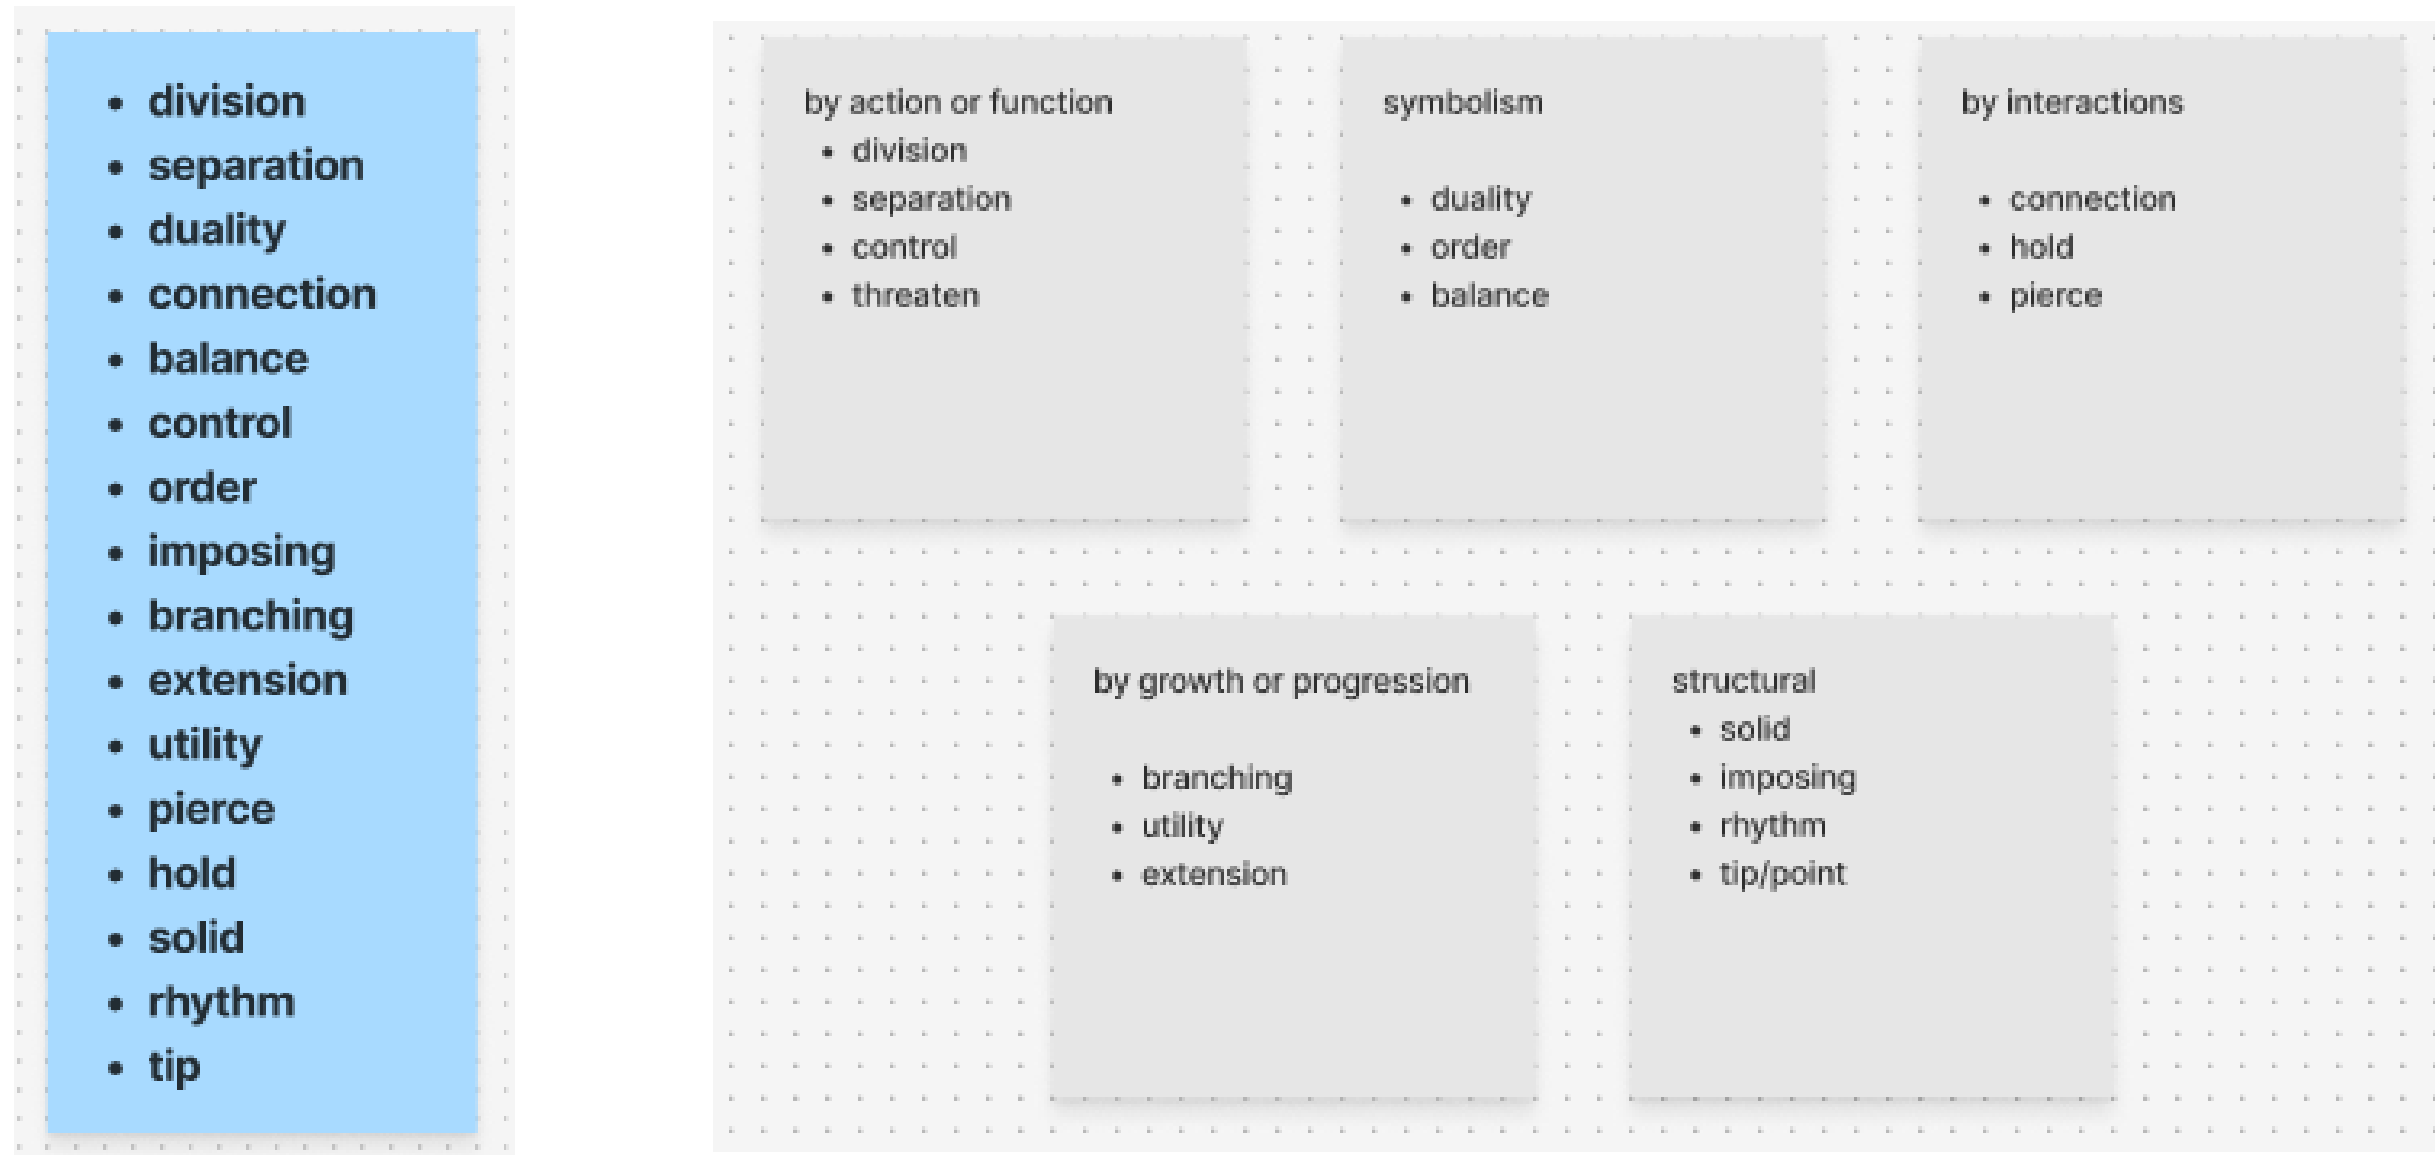 • division
• separation
• duality
• connection
• balance
• control
• order
• imposing
• branching
• extension
• utility
• pierce
• hold
• solid
• rhythm
• tip
by action or function
• division
• separation
• control
• threaten
symbolism
• duality
• order
• balance
by interactions
• connection
• hold
• pierce
by growth or progression
• branching
• utility
• extension
structural
• solid
• imposing
• rhythm
• tip/point